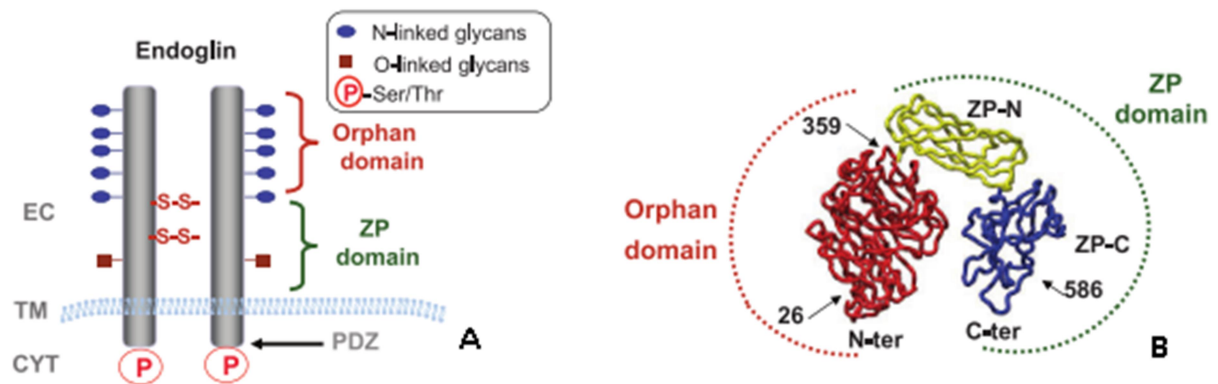 Endoglin
N-linked glycans
O-linked glycans
P-Ser/Thr
Orphan
domain
-S-S-
-S-S-
EC
ZP
domain
TM
CYT
P
P
PDZ
A
ZP
domain
ZP-N
359
Orphan
domain
ZP-C
586
26
N-ter
C-ter
B